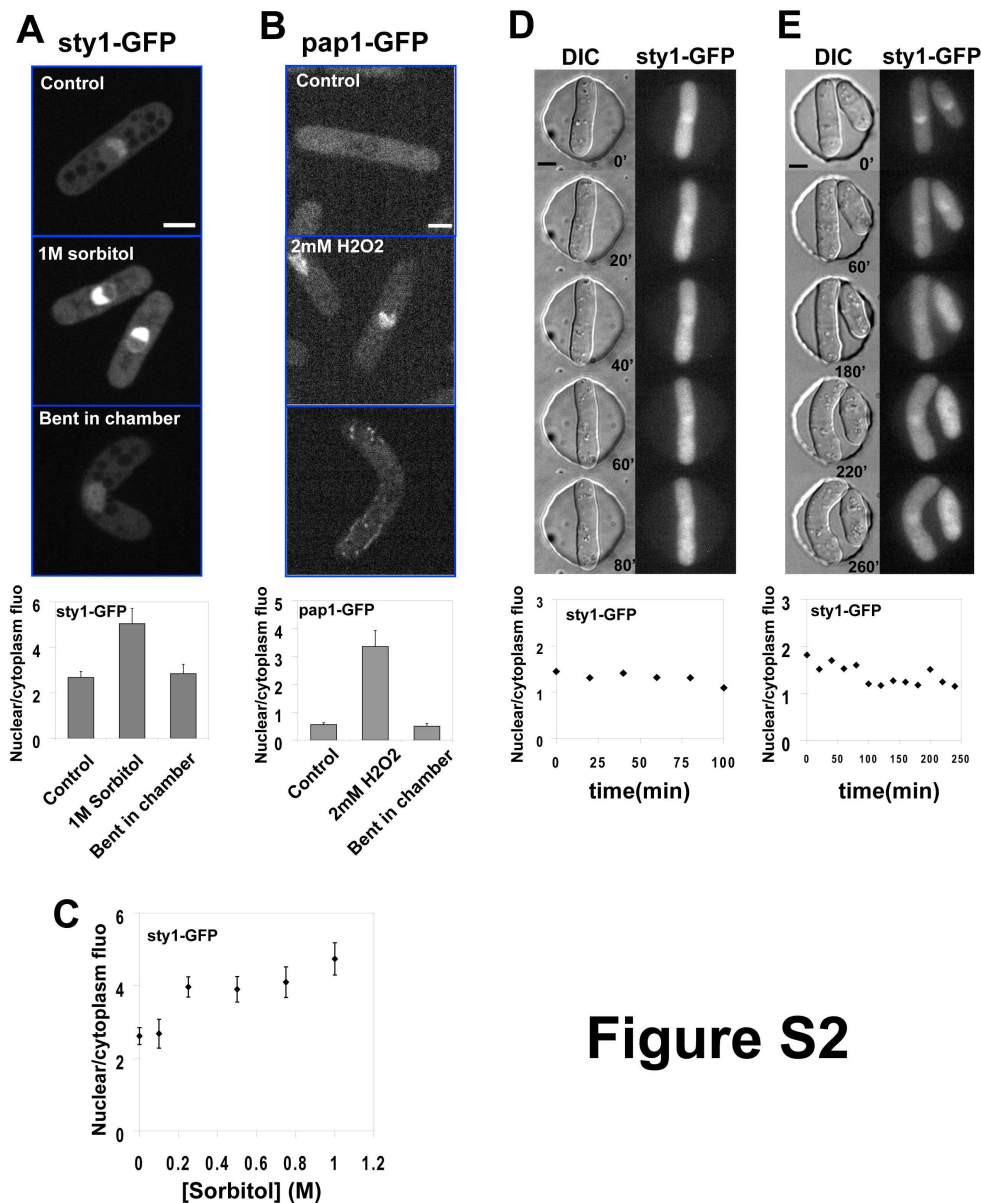 A
sty1-GFP
Control
1M sorbitol
Bent in chamber
Nuclear/cytoplasm fluo
sty1-GFP
6
4
2
0
Control
1M Sorbitol
Bent in chamber
B
pap1-GFP
Control
2mM H2O2
Nuclear/cytoplasm fluo
pap1-GFP
5
4
3
2
1
0
Control
2mM H2O2
Bent in chamber
D
DIC sty1-GFP
0'
20'
40'
60'
80'
Nuclear/cytoplasm fluo
sty1-GFP
3
2
1
0
0 25 50 75 100
time(min)
E
DIC sty1-GFP
0'
60'
180'
220'
260'
Nuclear/cytoplasm fluo
sty1-GFP
3
2
1
0
0 50 100 150 200 250
time(min)
C
Nuclear/cytoplasm fluo
sty1-GFP
6
4
2
0
0 0.2 0.4 0.6 0.8 1 1.2
[Sorbitol] (M)
Figure S2